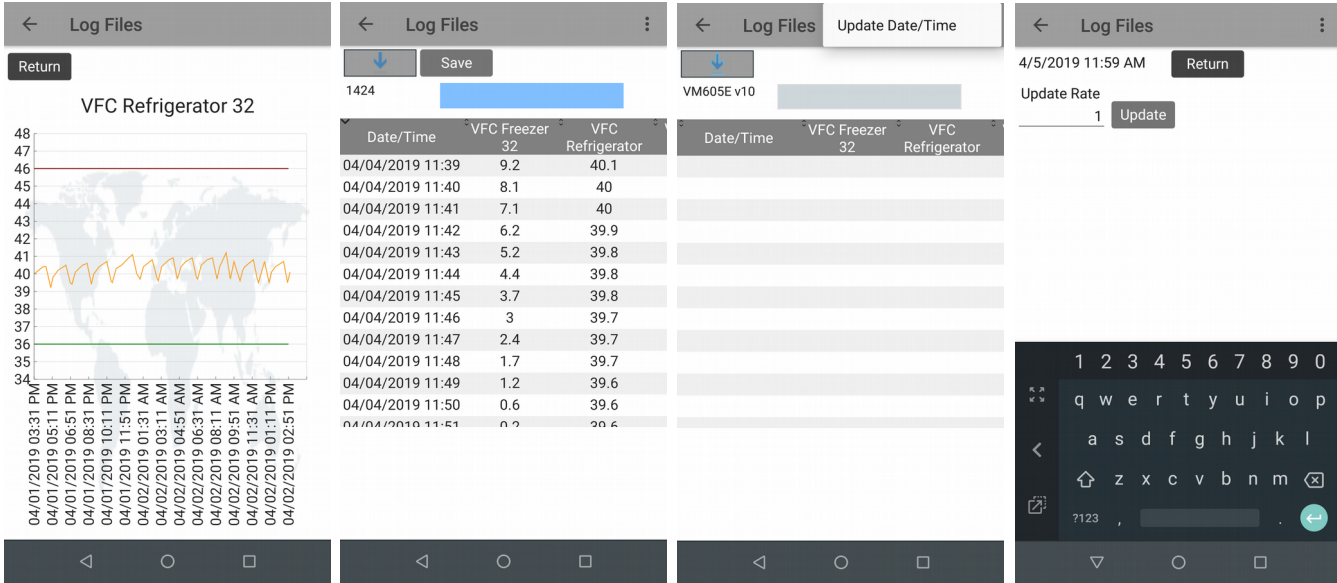 Log Files
Return
VFC Refrigerator 32
48
47
46
45
44
43
42
41
40
39
38
37
36
35
34
04/01/2019 03:31 PM
04/01/2019 05:11 PM
04/01/2019 06:51 PM
04/01/2019 08:31 PM
04/01/2019 10:11 PM
04/01/2019 11:51 PM
04/02/2019 01:31 AM
04/02/2019 03:11 AM
04/02/2019 04:51 AM
04/02/2019 06:31 AM
04/02/2019 08:11 AM
04/02/2019 09:51 AM
04/02/2019 11:31 AM
04/02/2019 01:11 PM
04/02/2019 02:51 PM
Log Files
Save
1424
Date/Time VFC Freezer 32 VFC Refrigerator
04/04/2019 11:39 9.2 40.1
04/04/2019 11:40 8.1 40
04/04/2019 11:41 7.1 40
04/04/2019 11:42 6.2 39.9
04/04/2019 11:43 5.2 39.8
04/04/2019 11:44 4.4 39.8
04/04/2019 11:45 3.7 39.8
04/04/2019 11:46 3 39.7
04/04/2019 11:47 2.4 39.7
04/04/2019 11:48 1.7 39.7
04/04/2019 11:49 1.2 39.6
04/04/2019 11:50 0.6 39.6
04/04/2019 11:51 0.2 39.6
Log Files
Update Date/Time
VM605E v10
Date/Time VFC Freezer 32 VFC Refrigerator
Log Files
4/5/2019 11:59 AM Return
Update Rate
1 Update
1 2 3 4 5 6 7 8 9 0
q w e r t y u i o p
a s d f g h j k l
z x c v b n m
?123 , .